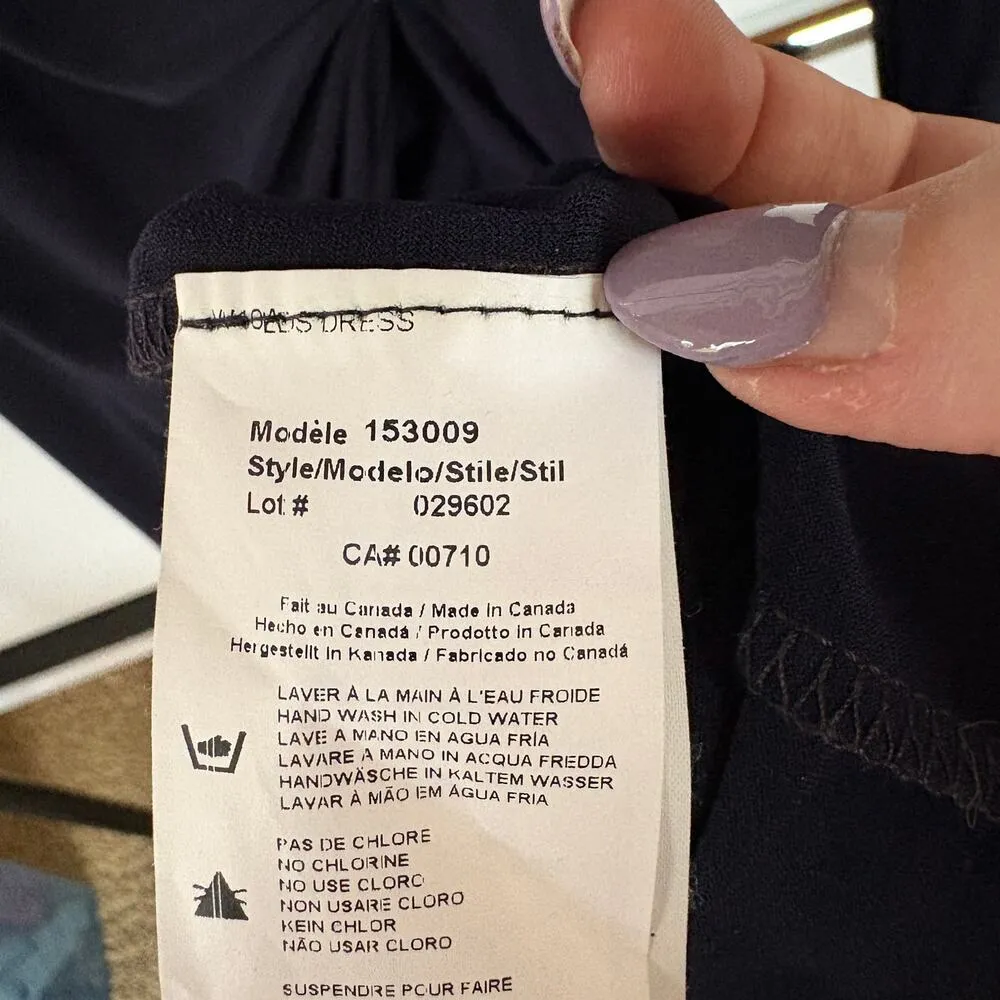 DRESS
Modèle 153009
Style/Modelo/Stile/Stil
Lot # 029602
CA# 00710
Fait au Canada / Made in Canada
Hecho en Canadá / Prodotto in Canada
Hergestellt in Kanada / Fabricado no Canadá
LAVER À LA MAIN À L'EAU FROIDE
HAND WASH IN COLD WATER
LAVE A MANO EN AGUA FRÍA
LAVARE A MANO IN ACQUA FREDDA
HANDWÄSCHE IN KALTEM WASSER
LAVAR À MÃO EM ÁGUA FRIA
PAS DE CHLORE
NO CHLORINE
NO USE CLORO
NON USARE CLORO
KEIN CHLOR
NÃO USAR CLORO
SUSPENDRE POUR FAIRE